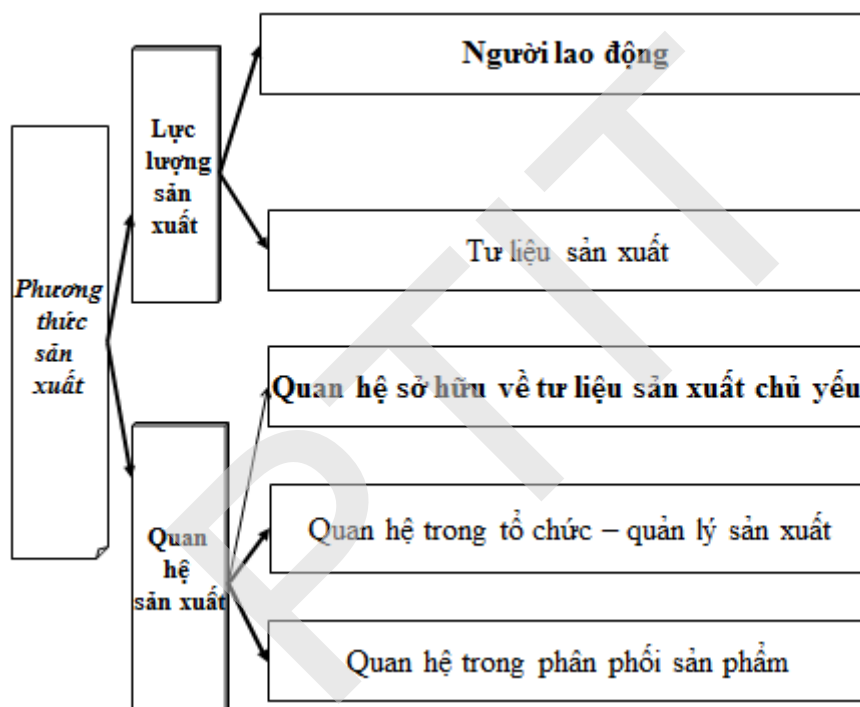 Phương
thức
sản
xuất
Lực
lượng
sản
xuất
Người lao động
Tư liệu sản xuất
Quan
hệ
sản xuất
Quan hệ sở hữu về tư liệu sản xuất chủ yếu
Quan hệ trong tổ chức – quản lý sản xuất
Quan hệ trong phân phối sản phẩm
PTIT